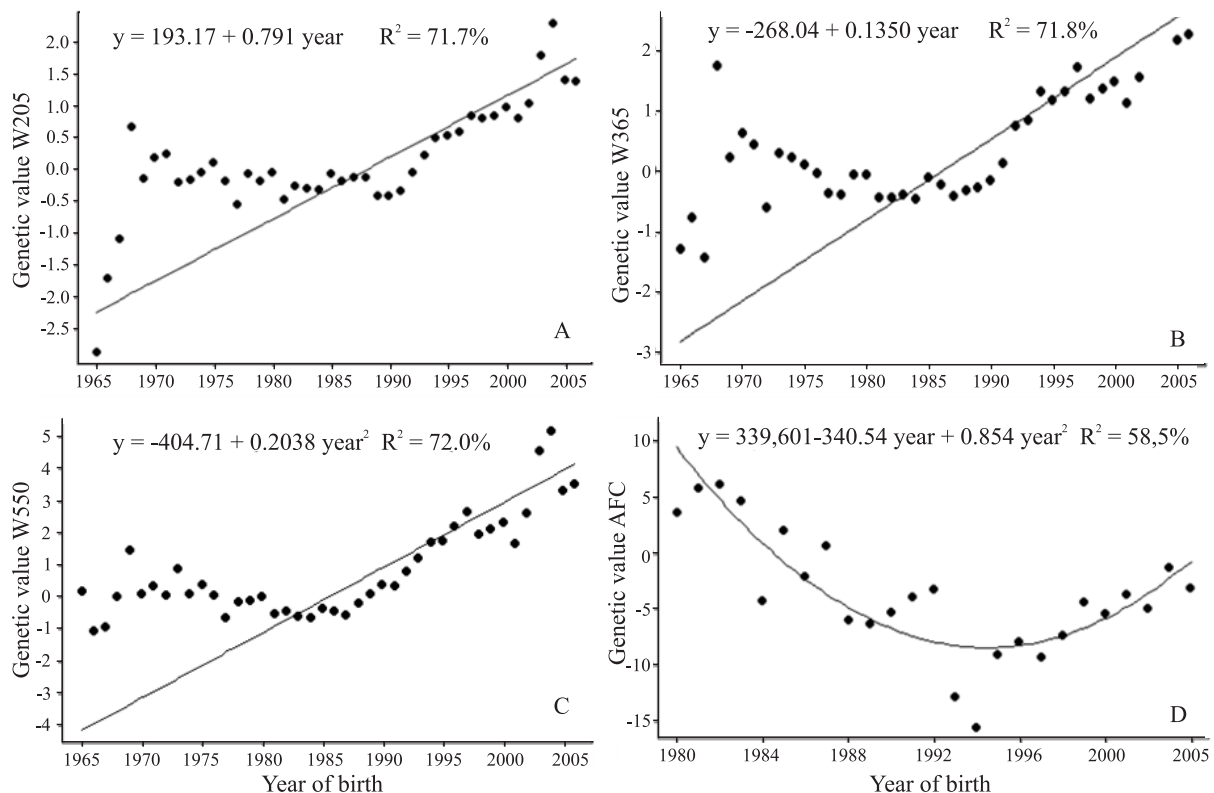 y = 193.17 + 0.791 year R² = 71.7%
Genetic value W205
2.0
1.5
1.0
0.5
0.0
-0.5
-1.0
-1.5
-2.0
-2.5
A
1965 1970 1975 1980 1985 1990 1995 2000 2005
y = -268.04 + 0.1350 year R² = 71.8%
Genetic value W365
2
1
0
-1
-2
-3
B
1965 1970 1975 1980 1985 1990 1995 2000 2005
y = -404.71 + 0.2038 year² R² = 72.0%
Genetic value W550
5
4
3
2
1
0
-1
-2
-3
-4
C
1965 1970 1975 1980 1985 1990 1995 2000 2005
Year of birth
y = 339,601-340.54 year + 0.854 year² R² = 58,5%
Genetic value AFC
10
5
0
-5
-10
-15
D
1980 1984 1988 1992 1996 2000 2005
Year of birth